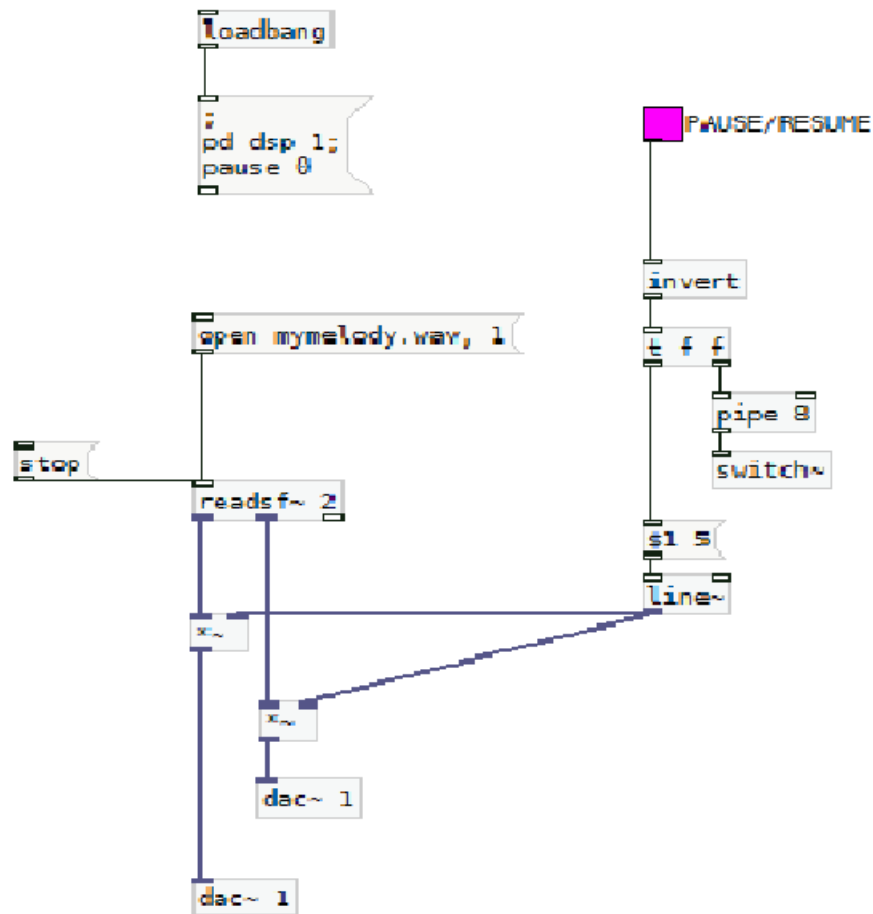 loadbang
;
pd dsp 1;
pause 0
PAUSE/RESUME
invert
open mymelody.wav, 1
t f f
pipe 8
stop
switch~
readsf~ 2
$1 5
line~
*~
*~
dac~ 1
dac~ 1